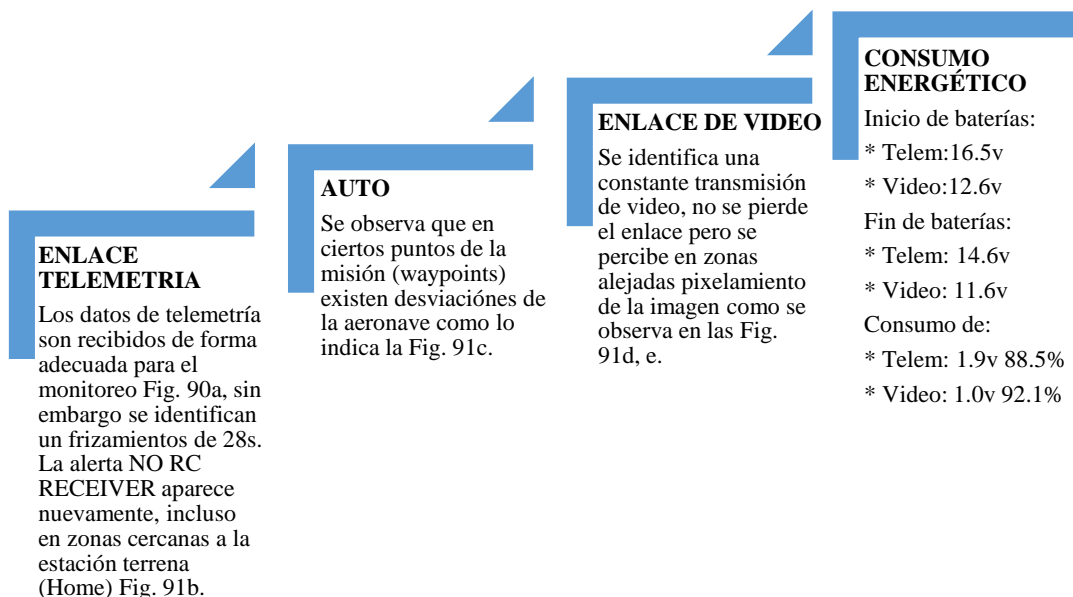 ENLACE
TELEMETRIA
Los datos de telemetría
son recibidos de forma
adecuada para el
monitoreo Fig. 90a, sin
embargo se identifican
un frizamientos de 28s.
La alerta NO RC
RECEIVER aparece
nuevamente, incluso
en zonas cercanas a la
estación terrena
(Home) Fig. 91b.
AUTO
Se observa que en
ciertos puntos de la
misión (waypoints)
existen desviaciónes de
la aeronave como lo
indica la Fig. 91c.
ENLACE DE VIDEO
Se identifica una
constante transmisión
de video, no se pierde
el enlace pero se
percibe en zonas
alejadas pixelamiento
de la imagen como se
observa en las Fig.
91d, e.
CONSUMO
ENERGÉTICO
Inicio de baterías:
* Telem:16.5v
* Video:12.6v
Fin de baterías:
* Telem: 14.6v
* Video: 11.6v
Consumo de:
* Telem: 1.9v 88.5%
* Video: 1.0v 92.1%